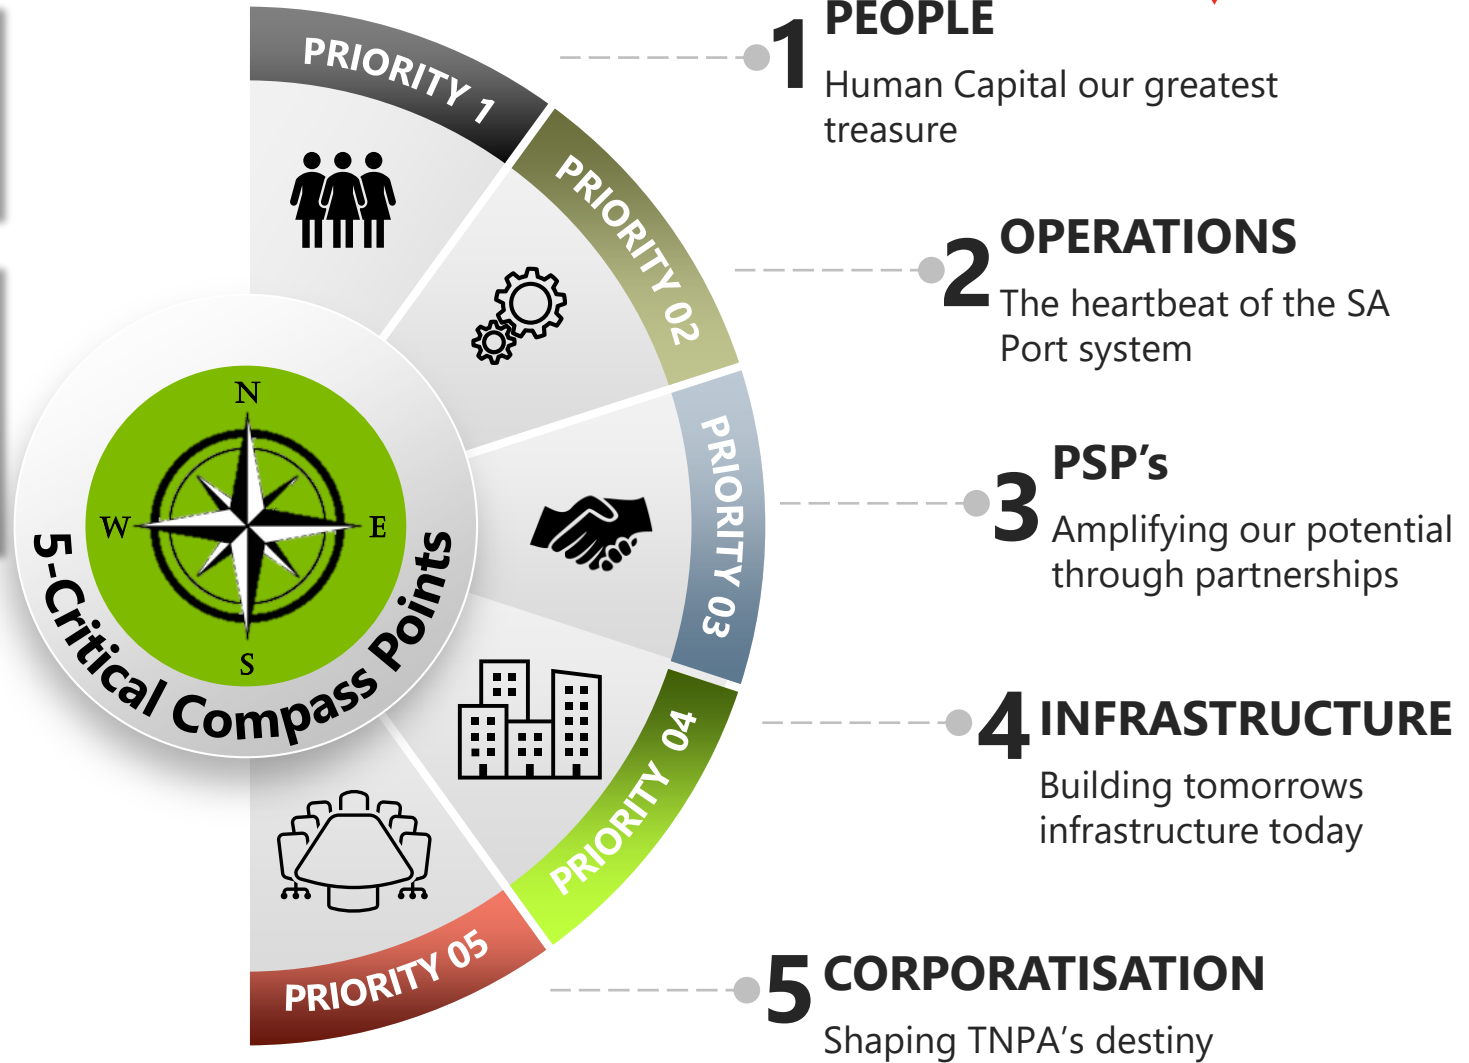 PRIORITY 1
1
PEOPLE
Human Capital our greatest
treasure
PRIORITY 02
2
OPERATIONS
The heartbeat of the SA
Port system
PRIORITY 03
3
PSP’s
Amplifying our potential
through partnerships
PRIORITY 04
4
INFRASTRUCTURE
Building tomorrows
infrastructure today
PRIORITY 05
5
CORPORATISATION
Shaping TNPA’s destiny
N
W E
S
5-Critical Compass Points